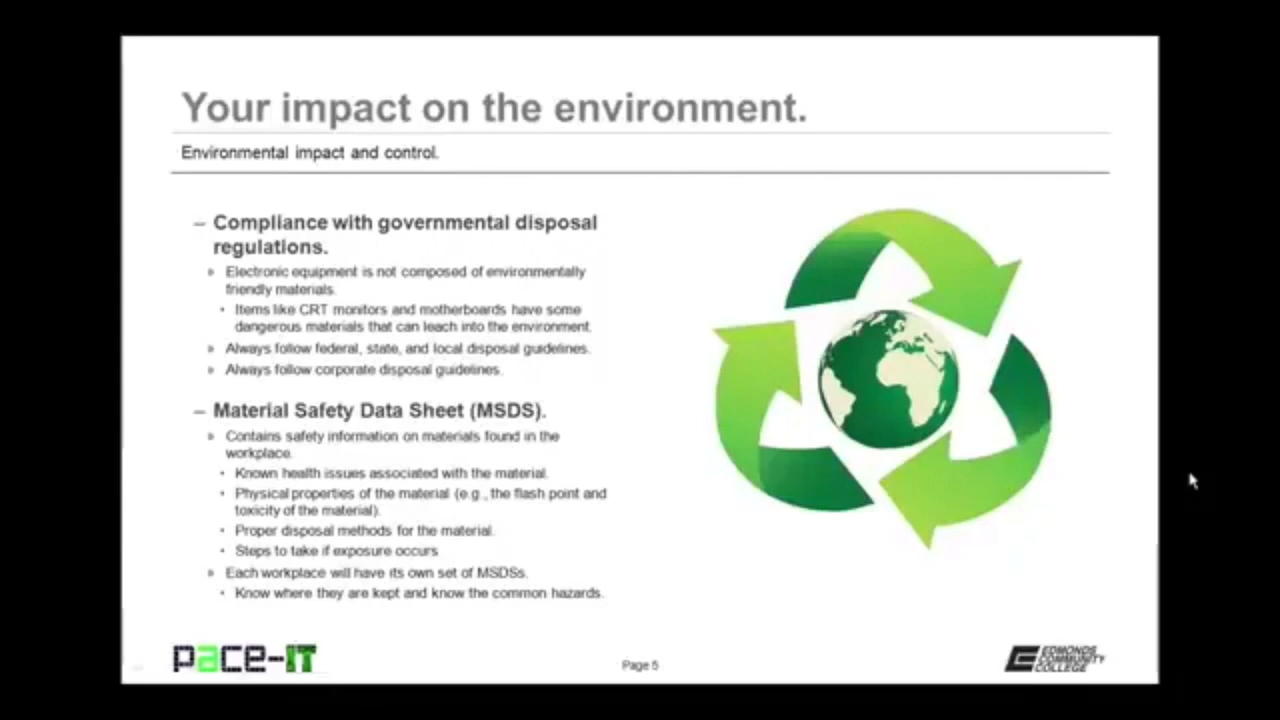 Your impact on the environment.
Environmental impact and control.
– Compliance with governmental disposal
regulations.
» Electronic equipment is not composed of environmentally
friendly materials.
• Items like CRT monitors and motherboards have some
dangerous materials that can leach into the environment.
» Always follow federal, state, and local disposal guidelines.
» Always follow corporate disposal guidelines.
– Material Safety Data Sheet (MSDS).
» Contains safety information on materials found in the
workplace.
• Known health issues associated with the material.
• Physical properties of the material (e.g., the flash point and
toxicity of the material).
• Proper disposal methods for the material.
• Steps to take if exposure occurs
» Each workplace will have its own set of MSDSs.
• Know where they are kept and know the common hazards.
pace-IT
Page 5
EDMONDS
COMMUNITY
COLLEGE